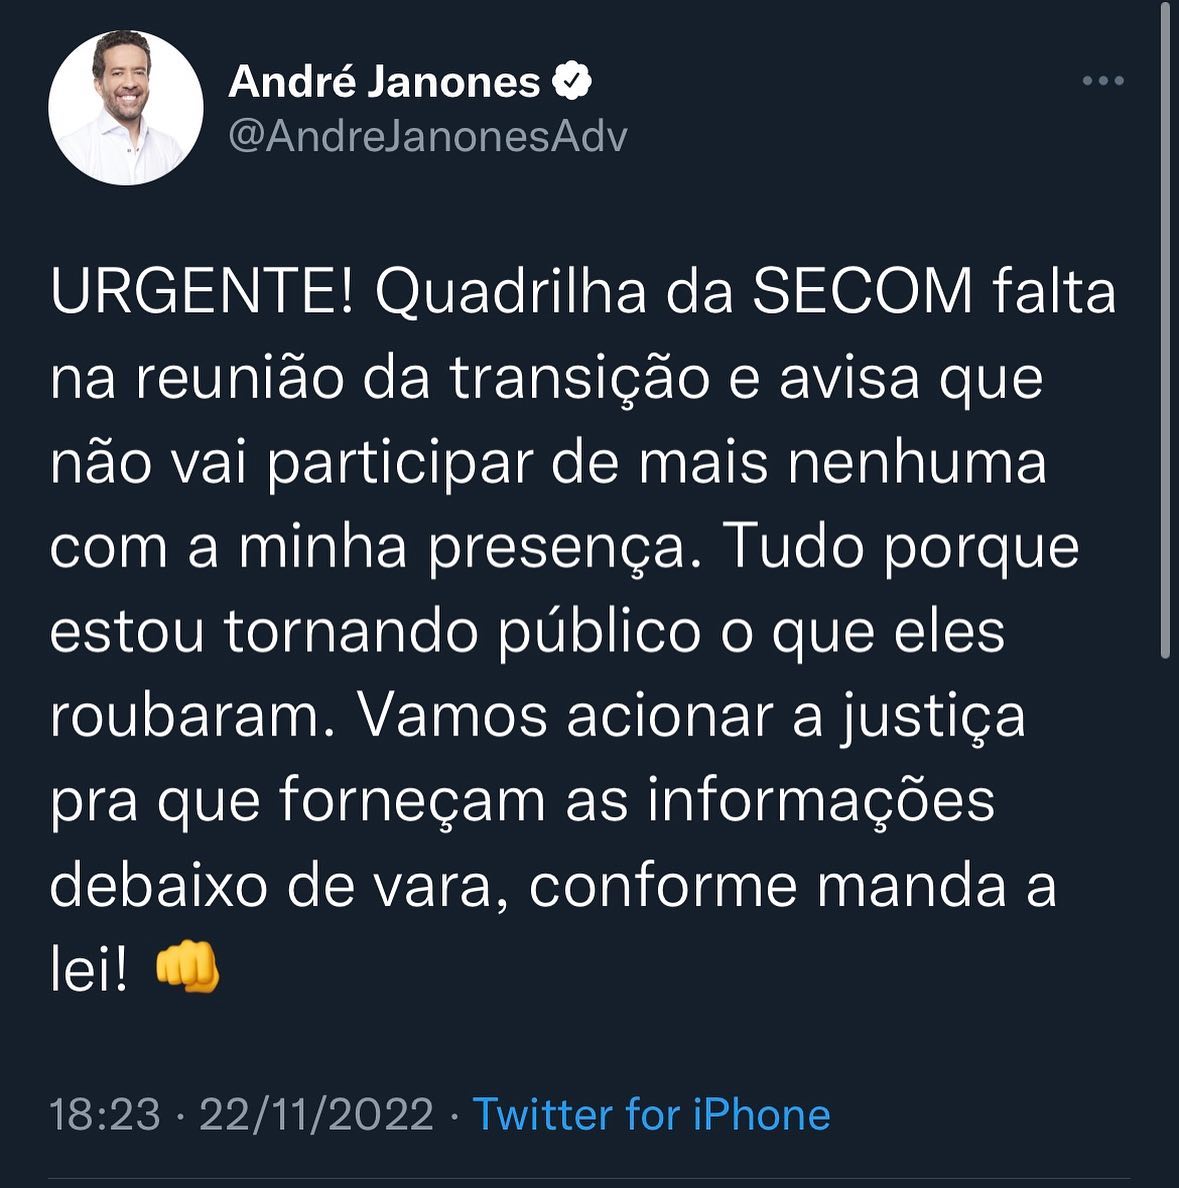 André Janones
@AndreJanonesAdv
URGENTE! Quadrilha da SECOM falta
na reunião da transição e avisa que
não vai participar de mais nenhuma
com a minha presença. Tudo porque
estou tornando público o que eles
roubaram. Vamos acionar a justiça
pra que forneçam as informações
debaixo de vara, conforme manda a
lei! 👊
18:23 · 22/11/2022 · Twitter for iPhone